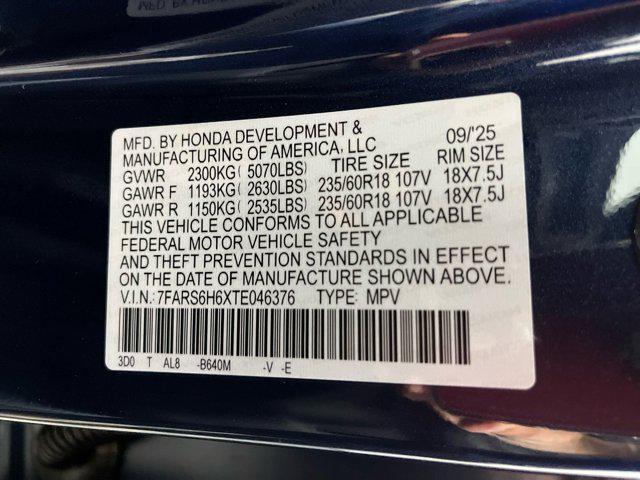 MFD. BY HONDA DEVELOPMENT & 09/'25
MANUFACTURING OF AMERICA, LLC
GVWR 2300KG( 5070LBS) TIRE SIZE RIM SIZE
GAWR F 1193KG( 2630LBS) 235/60R18 107V 18X7.5J
GAWR R 1150KG( 2535LBS) 235/60R18 107V 18X7.5J
THIS VEHICLE CONFORMS TO ALL APPLICABLE
FEDERAL MOTOR VEHICLE SAFETY
AND THEFT PREVENTION STANDARDS IN EFFECT
ON THE DATE OF MANUFACTURE SHOWN ABOVE.
V.I.N.:7FARS6H6XTE046376 TYPE: MPV
3D0 T AL8 -B640M -V -E